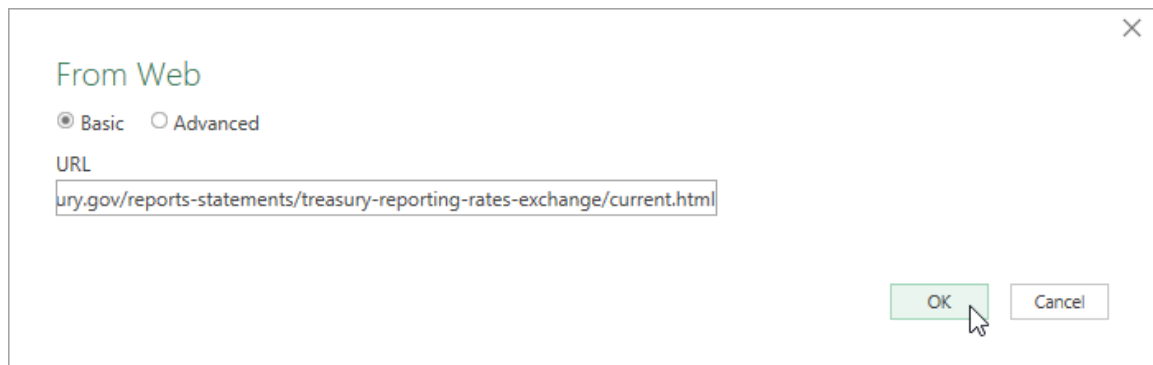 From Web
Basic Advanced
URL
ury.gov/reports-statements/treasury-reporting-rates-exchange/current.html
OK Cancel